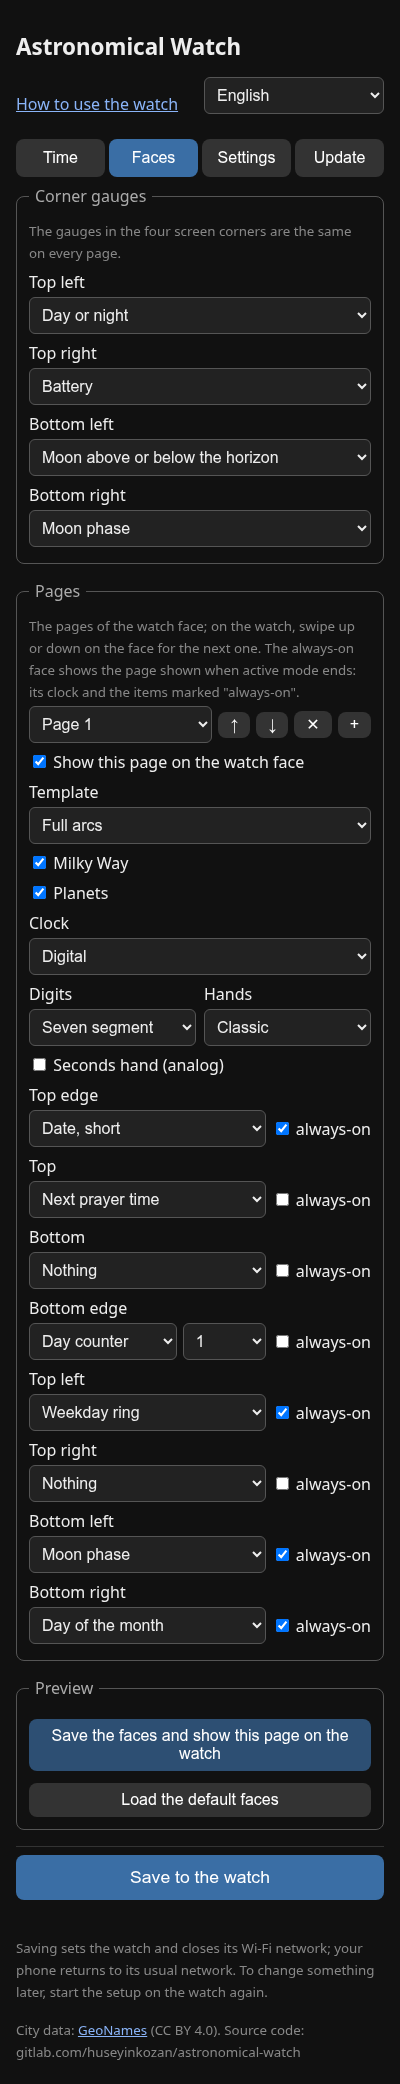 Astronomical Watch
How to use the watch
English
Time
Faces
Settings
Update
Corner gauges
The gauges in the four screen corners are the same
on every page.
Top left
Day or night
Top right
Battery
Bottom left
Moon above or below the horizon
Bottom right
Moon phase
Pages
The pages of the watch face; on the watch, swipe up
or down on the face for the next one. The always-on
face shows the page shown when active mode ends:
its clock and the items marked "always-on".
Page 1 ↑ ↓ ✕ +
Show this page on the watch face
Template
Full arcs
Milky Way
Planets
Clock
Digital
Digits Hands
Seven segment Classic
Seconds hand (analog)
Top edge
Date, short always-on
Top
Next prayer time always-on
Bottom
Nothing always-on
Bottom edge
Day counter 1 always-on
Top left
Weekday ring always-on
Top right
Nothing always-on
Bottom left
Moon phase always-on
Bottom right
Day of the month always-on
Preview
Save the faces and show this page on the
watch
Load the default faces
Save to the watch
Saving sets the watch and closes its Wi-Fi network; your
phone returns to its usual network. To change something
later, start the setup on the watch again.
City data: GeoNames (CC BY 4.0). Source code:
gitlab.com/huseyinkozan/astronomical-watch